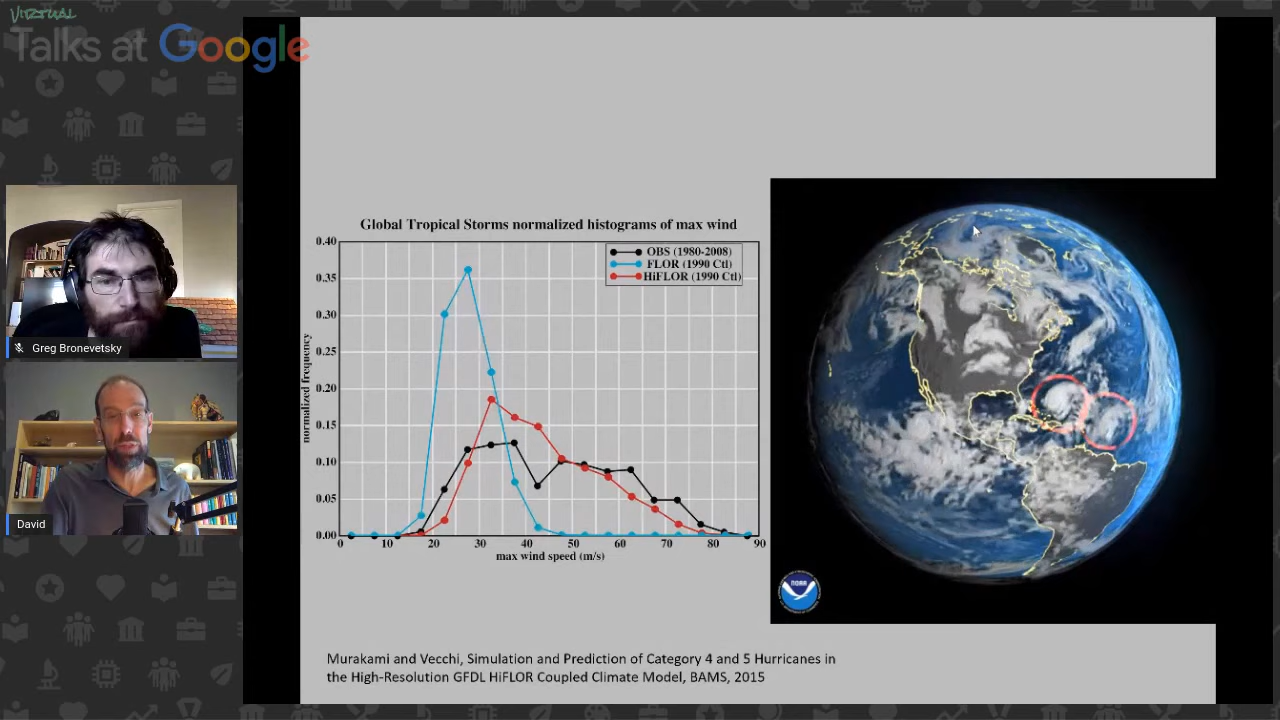 VIRTUAL
Talks at Google
Greg Bronevetsky
David
Global Tropical Storms normalized histograms of max wind
OBS (1980-2008)
FLOR (1990 Ctl)
HiFLOR (1990 Ctl)
normalized frequency
0.40
0.35
0.30
0.25
0.20
0.15
0.10
0.05
0.00
0 10 20 30 40 50 60 70 80 90
max wind speed (m/s)
NOAA
Murakami and Vecchi, Simulation and Prediction of Category 4 and 5 Hurricanes in
the High-Resolution GFDL HiFLOR Coupled Climate Model, BAMS, 2015